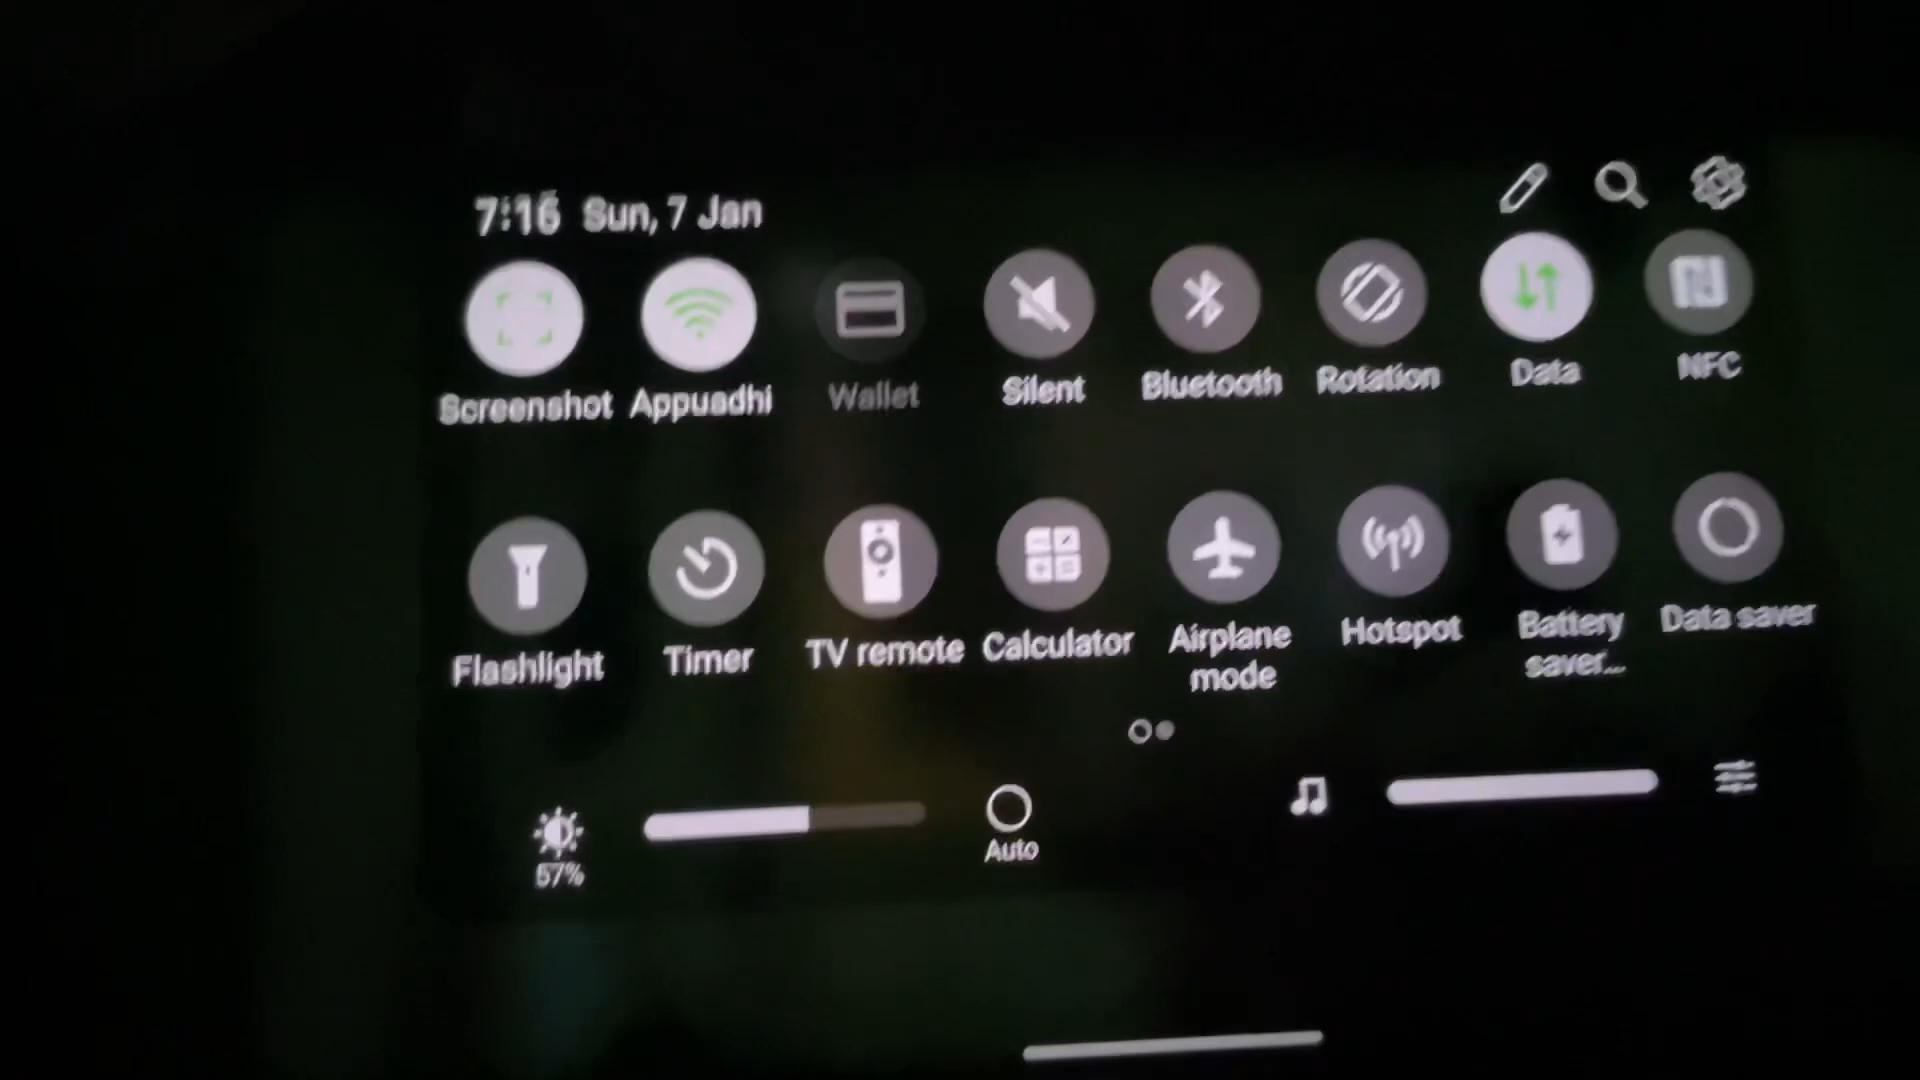 7:16 Sun, 7 Jan
Screenshot Appuadhi Wallet Silent Bluetooth Rotation Data NFC
Flashlight Timer TV remote Calculator Airplane mode Hotspot Battery saver... Data saver
57% Auto